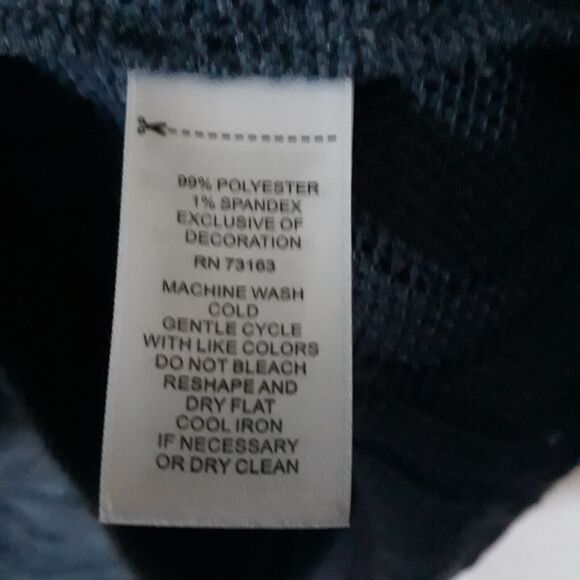 99% POLYESTER
1% SPANDEX
EXCLUSIVE OF
DECORATION
RN 73163
MACHINE WASH
COLD
GENTLE CYCLE
WITH LIKE COLORS
DO NOT BLEACH
RESHAPE AND
DRY FLAT
COOL IRON
IF NECESSARY
OR DRY CLEAN